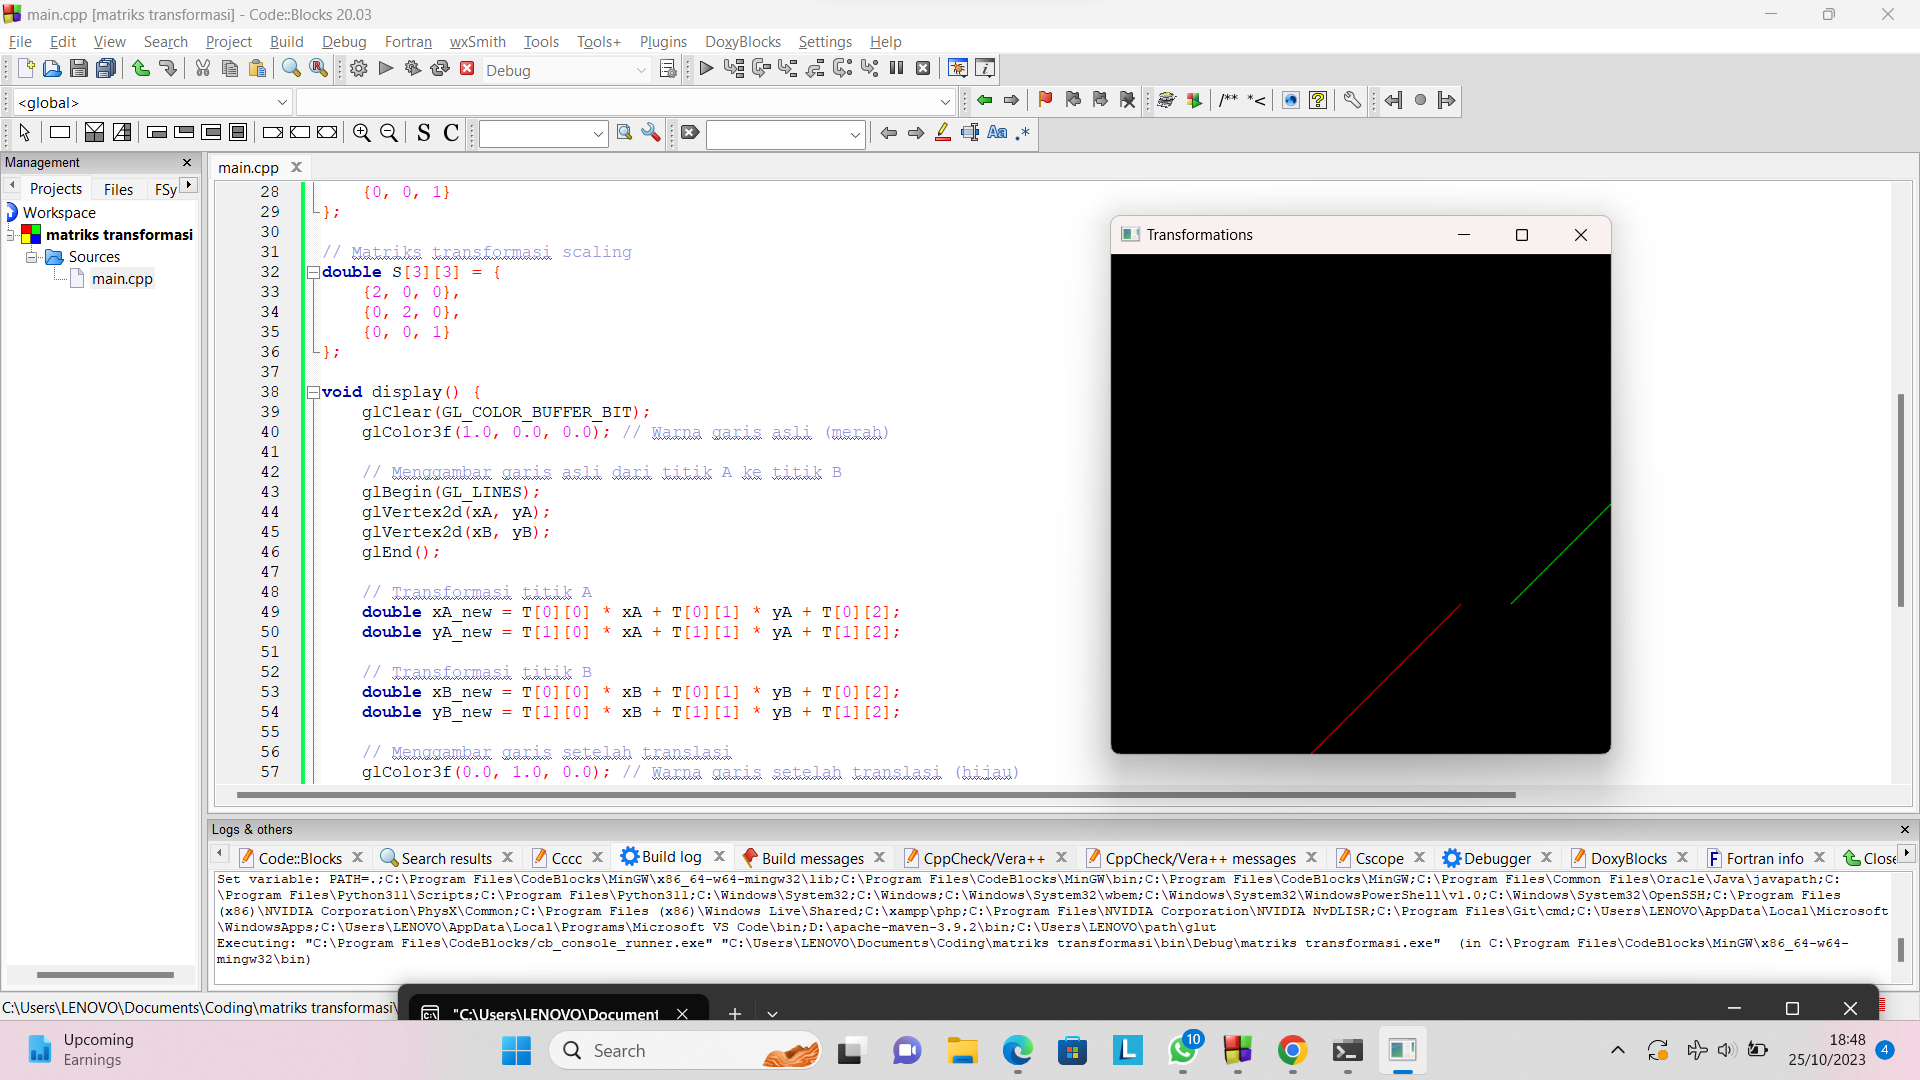 main.cpp [matriks transformasi] - Code::Blocks 20.03
File Edit View Search Project Build Debug Fortran wxSmith Tools Tools+ Plugins DoxyBlocks Settings Help
Debug
<global>
/** *<
S C
Aa .*
Management
Projects Files FSy
Workspace
matriks transformasi
Sources
main.cpp
main.cpp
28 {0, 0, 1}
29 };
30
31 // Matriks transformasi scaling
32 double S[3][3] = {
33 {2, 0, 0},
34 {0, 2, 0},
35 {0, 0, 1}
36 };
37
38 void display() {
39 glClear(GL_COLOR_BUFFER_BIT);
40 glColor3f(1.0, 0.0, 0.0); // Warna garis asli (merah)
41
42 // Menggambar garis asli dari titik A ke titik B
43 glBegin(GL_LINES);
44 glVertex2d(xA, yA);
45 glVertex2d(xB, yB);
46 glEnd();
47
48 // Transformasi titik A
49 double xA_new = T[0][0] * xA + T[0][1] * yA + T[0][2];
50 double yA_new = T[1][0] * xA + T[1][1] * yA + T[1][2];
51
52 // Transformasi titik B
53 double xB_new = T[0][0] * xB + T[0][1] * yB + T[0][2];
54 double yB_new = T[1][0] * xB + T[1][1] * yB + T[1][2];
55
56 // Menggambar garis setelah translasi
57 glColor3f(0.0, 1.0, 0.0); // Warna garis setelah translasi (hijau)
Transformations
Logs & others
Code::Blocks Search results Cccc Build log Build messages CppCheck/Vera++ CppCheck/Vera++ messages Cscope Debugger DoxyBlocks Fortran info Close
Set variable: PATH=.;C:\Program Files\CodeBlocks\MinGW\x86_64-w64-mingw32\lib;C:\Program Files\CodeBlocks\MinGW\bin;C:\Program Files\CodeBlocks\MinGW;C:\Program Files\Common Files\Oracle\Java\javapath;C:
\Program Files\Python311\Scripts;C:\Program Files\Python311;C:\Windows\System32;C:\Windows;C:\Windows\System32\wbem;C:\Windows\System32\WindowsPowerShell\v1.0;C:\Windows\System32\OpenSSH;C:\Program Files
(x86)\NVIDIA Corporation\PhysX\Common;C:\Program Files (x86)\Windows Live\Shared;C:\xampp\php;C:\Program Files\NVIDIA Corporation\NVIDIA NvDLISR;C:\Program Files\Git\cmd;C:\Users\LENOVO\AppData\Local\Microsoft
\WindowsApps;C:\Users\LENOVO\AppData\Local\Programs\Microsoft VS Code\bin;D:\apache-maven-3.9.2\bin;C:\Users\LENOVO\path\glut
Executing: "C:\Program Files\CodeBlocks/cb_console_runner.exe" "C:\Users\LENOVO\Documents\Coding\matriks transformasi\bin\Debug\matriks transformasi.exe" (in C:\Program Files\CodeBlocks\MinGW\x86_64-w64-
mingw32\bin)
C:\Users\LENOVO\Documents\Coding\matriks transformasi\
"C:\Users\LENOVO\Document
Upcoming
Earnings
Search
10
18:48
25/10/2023
4